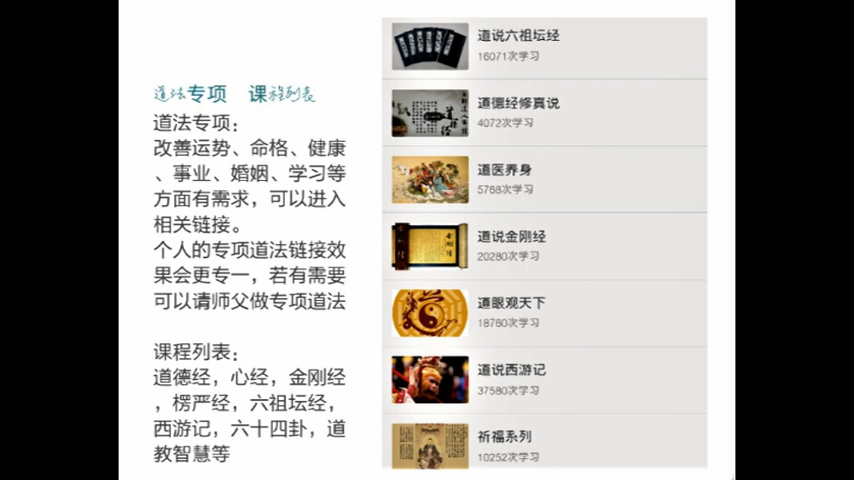 道法专项 课程列表
道法专项：
改善运势、命格、健康
、事业、婚姻、学习等
方面有需求，可以进入
相关链接。
个人的专项道法链接效
果会更专一，若有需要
可以请师父做专项道法
课程列表：
道德经，心经，金刚经
，楞严经，六祖坛经，
西游记，六十四卦，道
教智慧等
道说六祖坛经
16071次学习
道德经修真说
4072次学习
道医养身
5768次学习
道说金刚经
20280次学习
道眼观天下
18760次学习
道说西游记
37580次学习
祈福系列
10252次学习